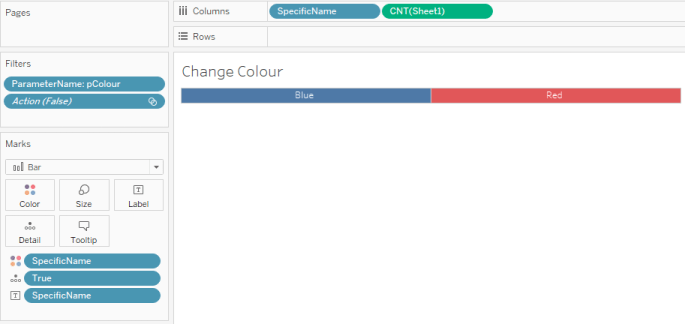 Pages
Columns
SpecificName
CNT(Sheet1)
Rows
Filters
ParameterName: pColour
Action (False)
Change Colour
Blue
Red
Marks
Bar
Color
Size
Label
Detail
Tooltip
SpecificName
True
SpecificName